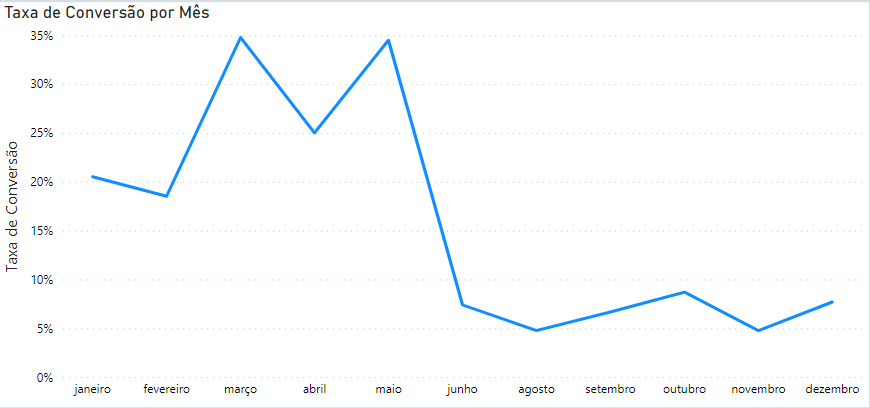 Taxa de Conversão por Mês
Taxa de Conversão
35%
30%
25%
20%
15%
10%
5%
0%
janeiro fevereiro março abril maio junho agosto setembro outubro novembro dezembro